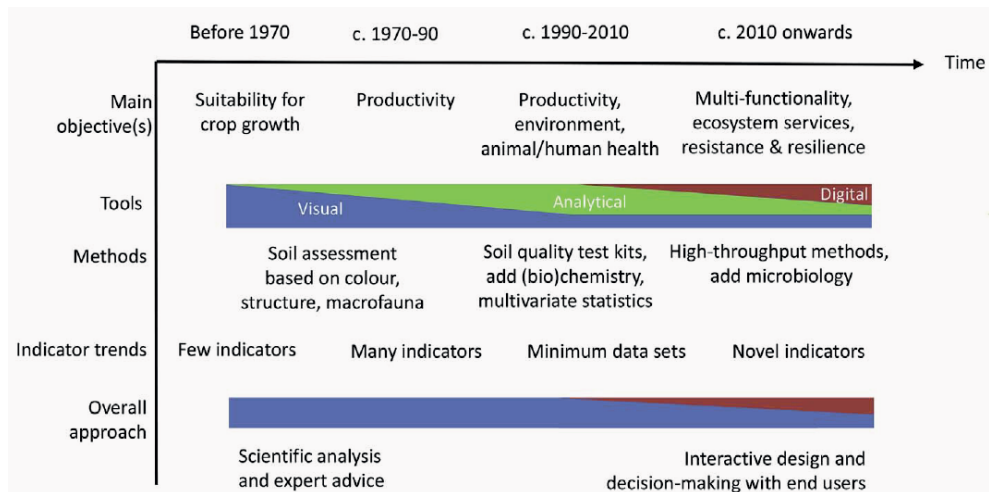 Before 1970
c. 1970-90
c. 1990-2010
c. 2010 onwards
Time
Main
objective(s)
Suitability for
crop growth
Productivity
Productivity,
environment,
animal/human health
Multi-functionality,
ecosystem services,
resistance & resilience
Tools
Visual
Analytical
Digital
Methods
Soil assessment
based on colour,
structure, macrofauna
Soil quality test kits,
add (bio)chemistry,
multivariate statistics
High-throughput methods,
add microbiology
Indicator trends
Few indicators
Many indicators
Minimum data sets
Novel indicators
Overall
approach
Scientific analysis
and expert advice
Interactive design and
decision-making with end users